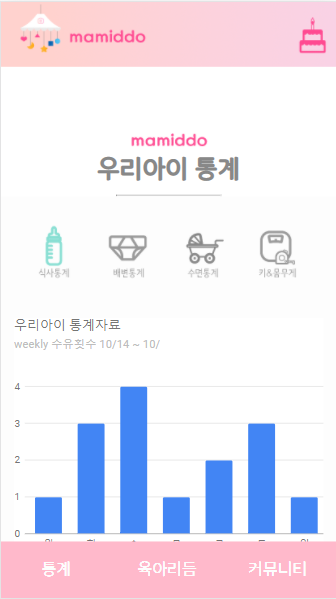 mamiddo
mamiddo
우리아이 통계
식사통계 배변통계 수면통계 키&몸무게
우리아이 통계자료
weekly 수유횟수 10/14 ~ 10/
4
3
2
1
0
통계 육아리듬 커뮤니티